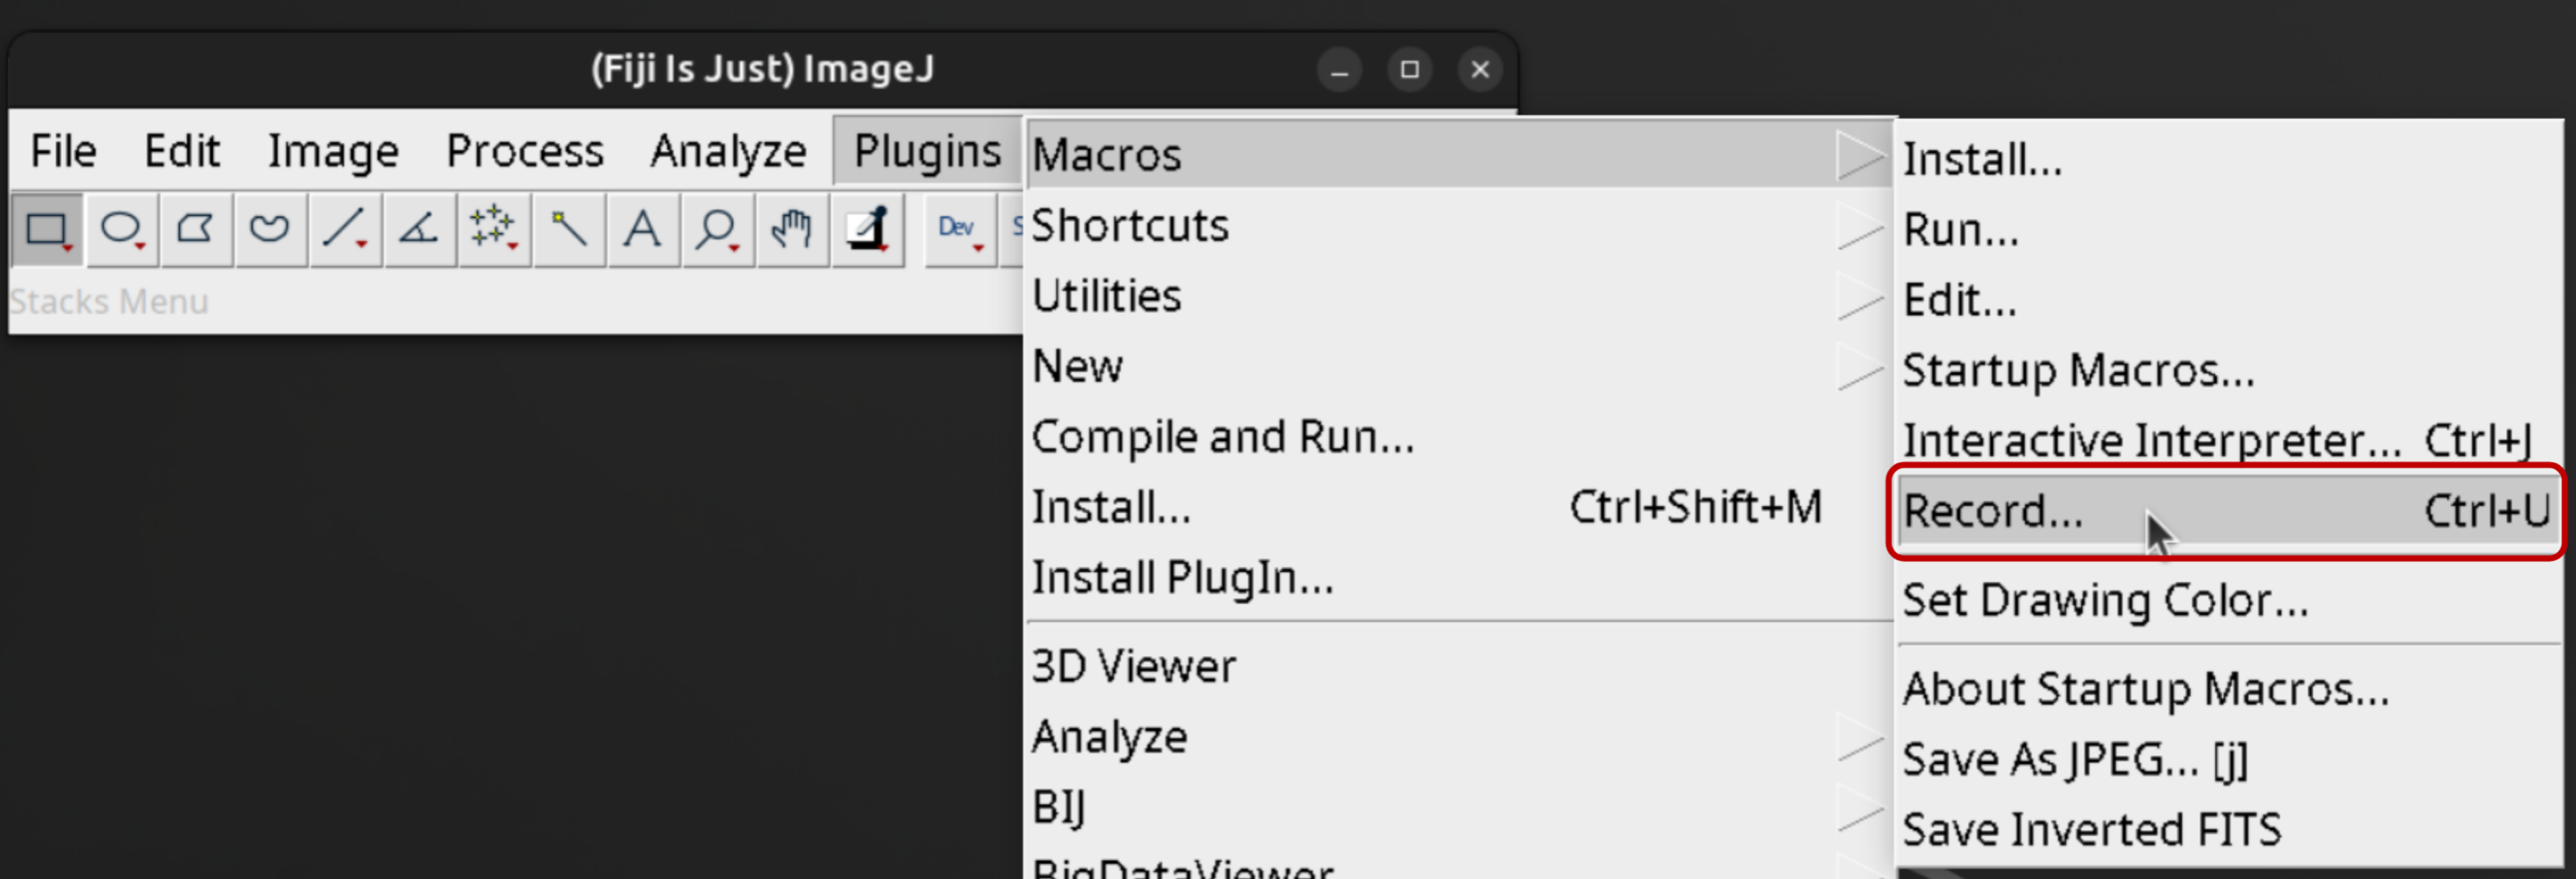 (Fiji Is Just) ImageJ
File Edit Image Process Analyze Plugins
Dev
Stacks Menu
Macros
Shortcuts
Utilities
New
Compile and Run...
Install... Ctrl+Shift+M
Install PlugIn...
3D Viewer
Analyze
BIJ
BigDataViewer
Install...
Run...
Edit...
Startup Macros...
Interactive Interpreter... Ctrl+J
Record... Ctrl+U
Set Drawing Color...
About Startup Macros...
Save As JPEG... [j]
Save Inverted FITS